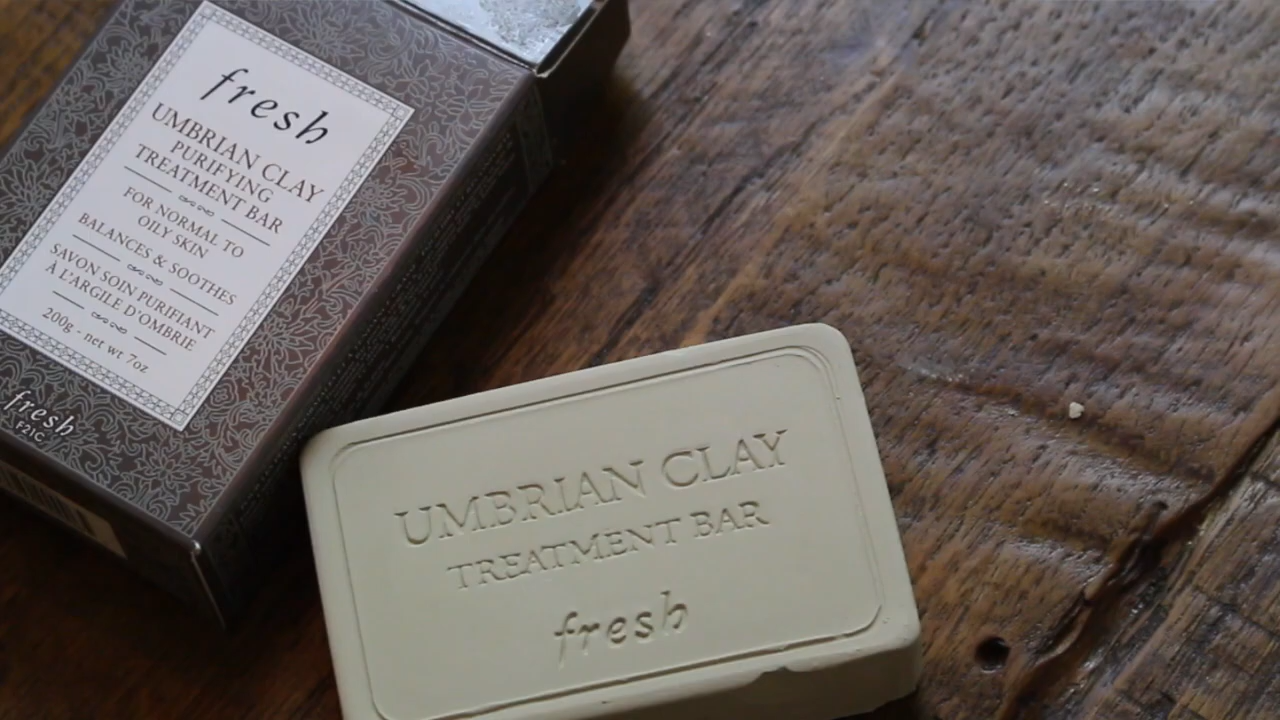 fresh
UMBRIAN CLAY
PURIFYING
TREATMENT BAR
FOR NORMAL TO
OILY SKIN
BALANCES & SOOTHES
SAVON SOIN PURIFIANT
À L'ARGILE D'OMBRIE
200g - net wt 7oz
fresh
F21C
UMBRIAN CLAY
TREATMENT BAR
fresh